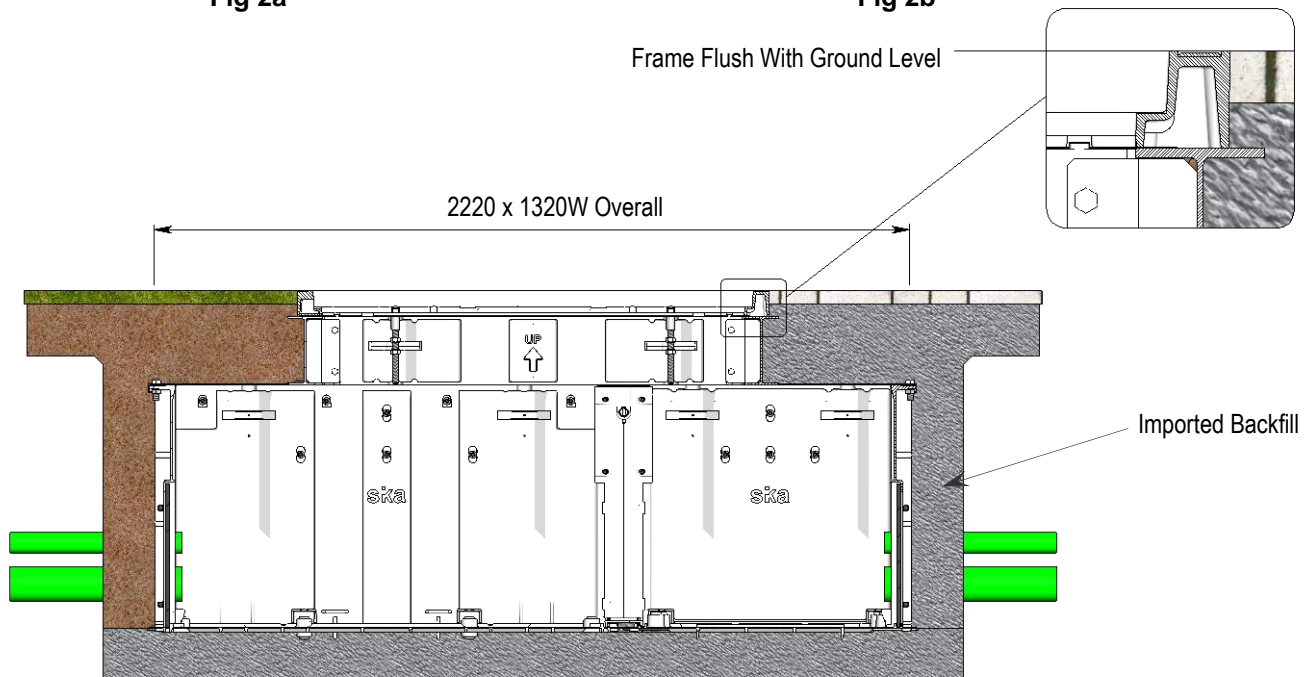 Fig 2a
Fig 2b
Frame Flush With Ground Level
2220 x 1320W Overall
UP
Imported Backfill
ska
ska